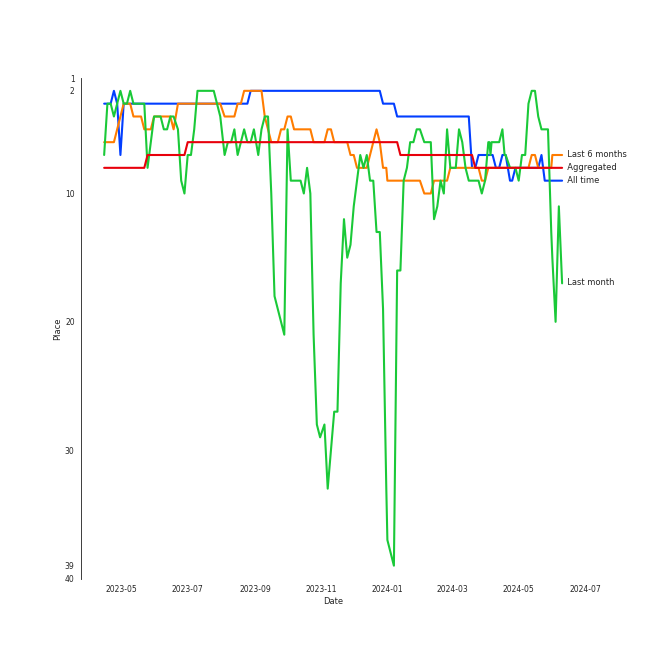 1
2
10
20
30
39
40
Place
Last 6 months
Aggregated
All time
Last month
2023-05
2023-07
2023-09
2023-11
2024-01
2024-03
2024-05
2024-07
Date